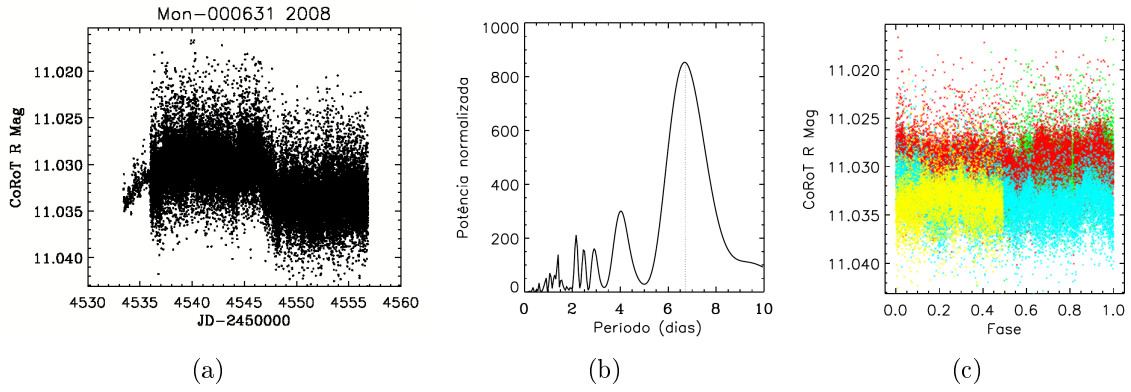 Mon-000631 2008
CoRoT R Mag
11.020
11.025
11.030
11.035
11.040
4530 4535 4540 4545 4550 4555 4560
JD-2450000
(a)
Potência normalizada
1000
800
600
400
200
0
0 2 4 6 8 10
Período (dias)
(b)
CoRoT R Mag
11.020
11.025
11.030
11.035
11.040
0.0 0.2 0.4 0.6 0.8 1.0
Fase
(c)